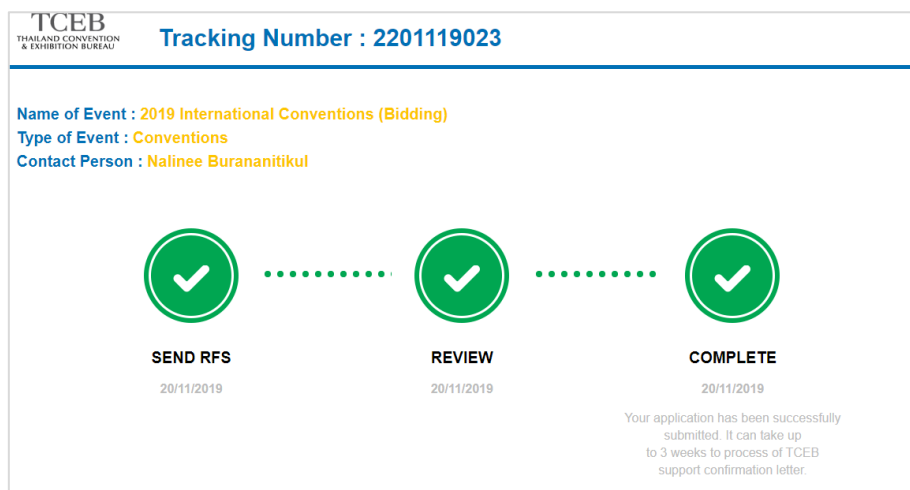 TCEB
THAILAND CONVENTION
& EXHIBITION BUREAU
Tracking Number : 2201119023
Name of Event : 2019 International Conventions (Bidding)
Type of Event : Conventions
Contact Person : Nalinee Burananitikul
SEND RFS
REVIEW
COMPLETE
20/11/2019
20/11/2019
20/11/2019
Your application has been successfully
submitted. It can take up
to 3 weeks to process of TCEB
support confirmation letter.